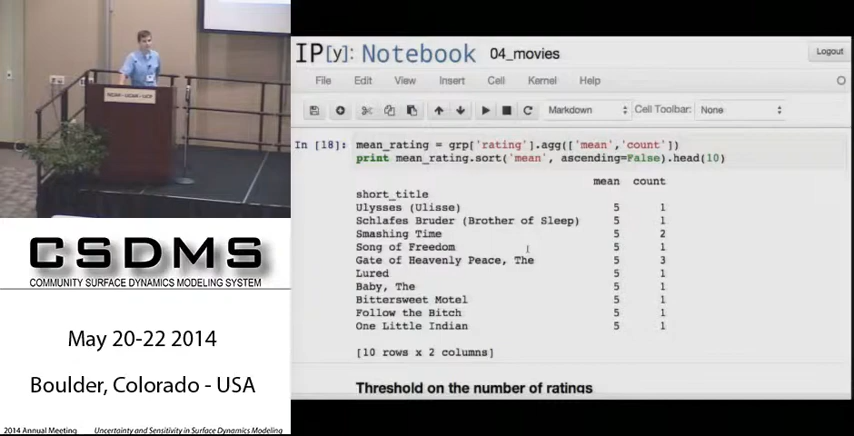 IP[y]: Notebook 04_movies
Logout
File Edit View Insert Cell Kernel Help
Markdown Cell Toolbar: None
In [18]: mean_rating = grp['rating'].agg(['mean','count'])
print mean_rating.sort('mean', ascending=False).head(10)
mean count
short_title
Ulysses (Ulisse) 5 1
Schlafes Bruder (Brother of Sleep) 5 1
Smashing Time 5 2
Song of Freedom 5 1
Gate of Heavenly Peace, The 5 3
Lured 5 1
Baby, The 5 1
Bittersweet Motel 5 1
Follow the Bitch 5 1
One Little Indian 5 1
[10 rows x 2 columns]
Threshold on the number of ratings
CSDMS
COMMUNITY SURFACE DYNAMICS MODELING SYSTEM
May 20-22 2014
Boulder, Colorado - USA
2014 Annual Meeting Uncertainty and Sensitivity in Surface Dynamics Modeling